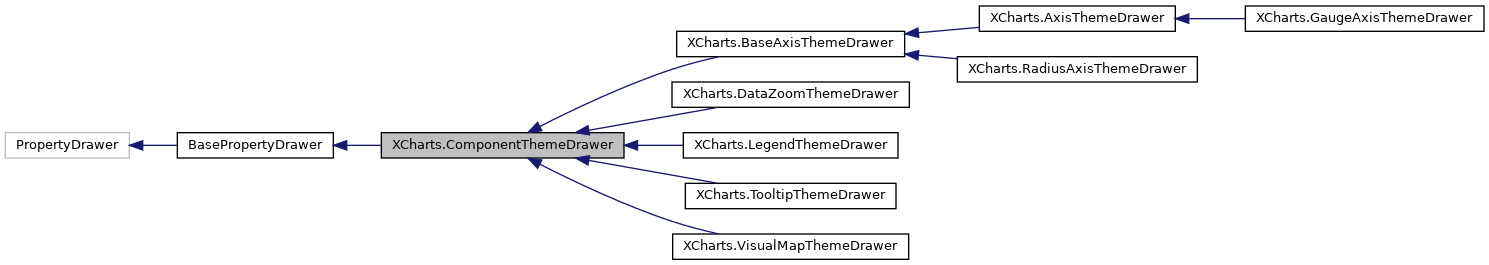 XCharts.AxisThemeDrawer
XCharts.GaugeAxisThemeDrawer
XCharts.BaseAxisThemeDrawer
XCharts.RadiusAxisThemeDrawer
XCharts.DataZoomThemeDrawer
PropertyDrawer
BasePropertyDrawer
XCharts.ComponentThemeDrawer
XCharts.LegendThemeDrawer
XCharts.TooltipThemeDrawer
XCharts.VisualMapThemeDrawer